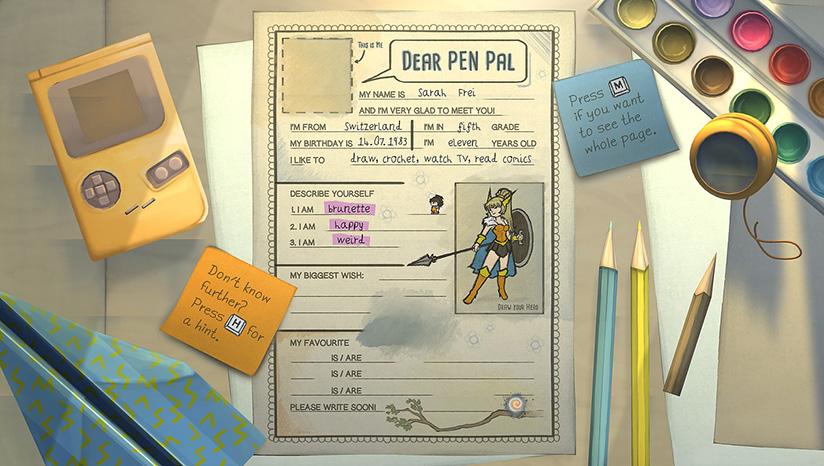 THIS IS ME
DEAR PEN PAL
MY NAME IS Sarah Frei
AND I'M VERY GLAD TO MEET YOU!
I'M FROM Switzerland I'M IN fifth GRADE
MY BIRTHDAY IS 14.07.1983 I'M eleven YEARS OLD
I LIKE TO draw, crochet, watch TV, read comics
DESCRIBE YOURSELF
1. I AM brunette
2. I AM happy
3. I AM weird
DRAW YOUR HERO
MY BIGGEST WISH:
MY FAVOURITE
IS / ARE
IS / ARE
IS / ARE
PLEASE WRITE SOON!
Press M
if you want
to see the
whole page.
Don't know
further?
Press H for
a hint.